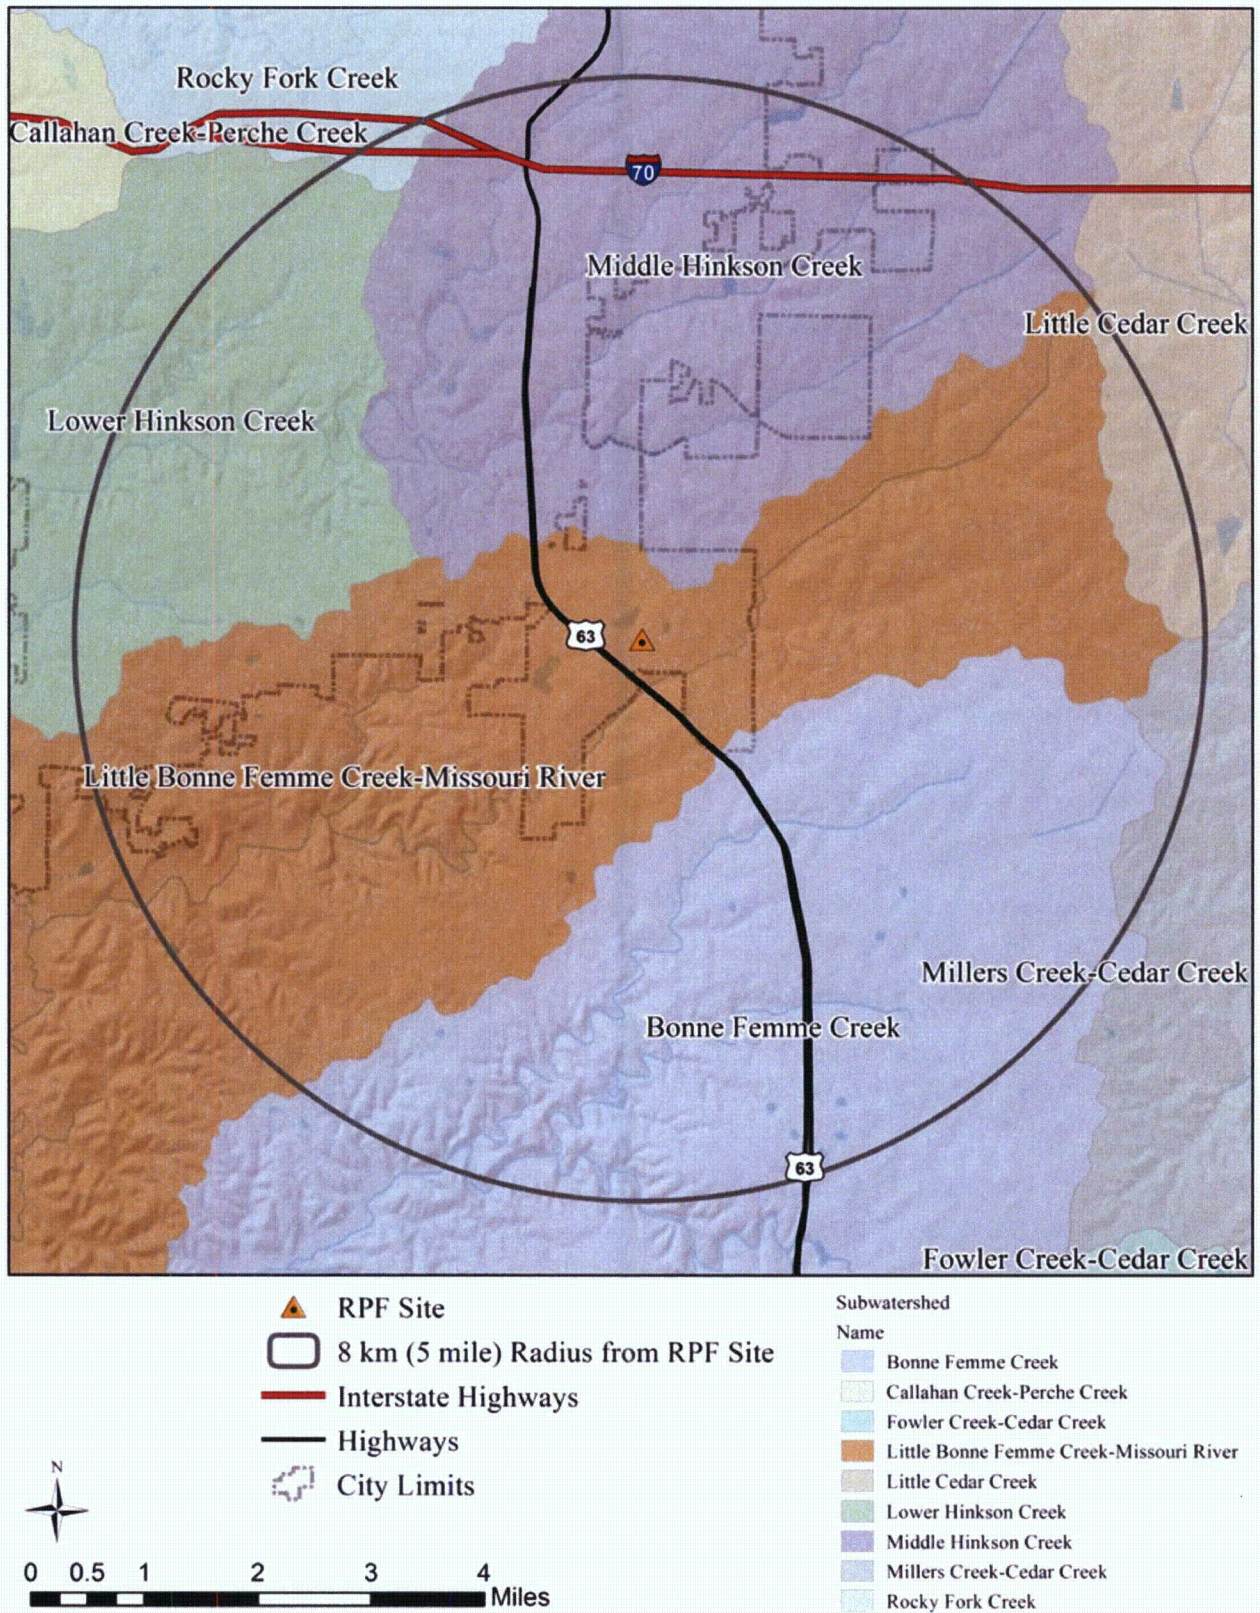 Rocky Fork Creek
Callahan Creek-Perche Creek
70
Middle Hinkson Creek
Little Cedar Creek
Lower Hinkson Creek
63
Little Bonne Femme Creek-Missouri River
Millers Creek-Cedar Creek
Bonne Femme Creek
63
Fowler Creek-Cedar Creek
RPF Site
8 km (5 mile) Radius from RPF Site
Interstate Highways
Highways
City Limits
N
0 0.5 1 2 3 4
Miles
Subwatershed
Name
Bonne Femme Creek
Callahan Creek-Perche Creek
Fowler Creek-Cedar Creek
Little Bonne Femme Creek-Missouri River
Little Cedar Creek
Lower Hinkson Creek
Middle Hinkson Creek
Millers Creek-Cedar Creek
Rocky Fork Creek